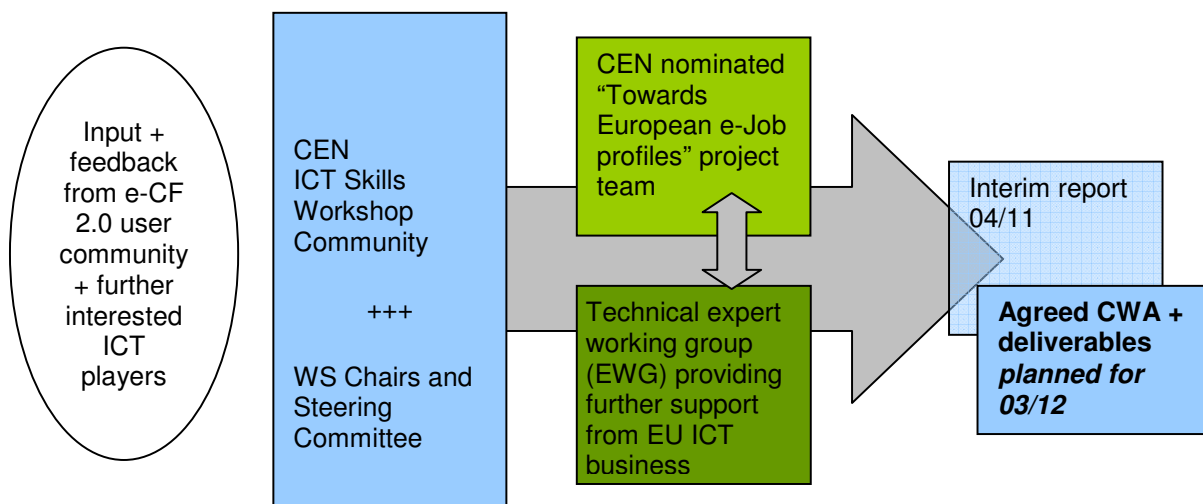 Input +
feedback
from e-CF
2.0 user
community
+ further
interested
ICT
players
CEN
ICT Skills
Workshop
Community
+++
WS Chairs and
Steering
Committee
CEN nominated
“Towards
European e-Job
profiles” project
team
Technical expert
working group
(EWG) providing
further support
from EU ICT
business
Interim report
04/11
Agreed CWA +
deliverables
planned for
03/12